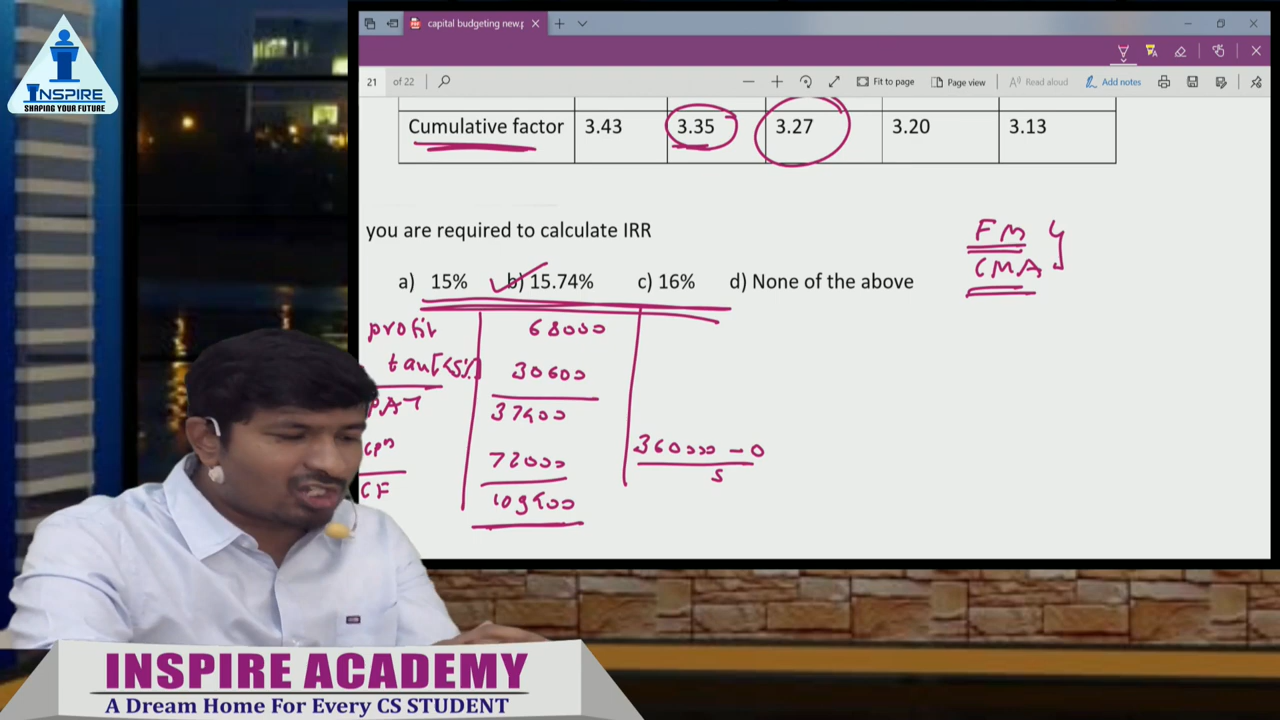 INSPIRE
SHAPING YOUR FUTURE
capital budgeting new.p
21 of 22
Fit to page
Page view
Read aloud
Add notes
Cumulative factor 3.43 3.35 3.27 3.20 3.13
you are required to calculate IRR
a) 15% b) 15.74% c) 16% d) None of the above
FM
CMA
profit 68000
30600
PAT 37400
72000 360000 - 0
5
CF 109400
INSPIRE ACADEMY
A Dream Home For Every CS STUDENT